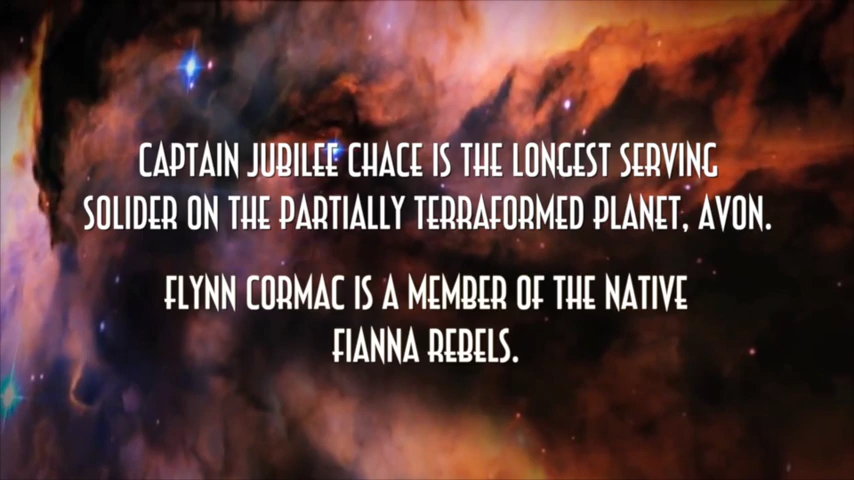 CAPTAIN JUBILEE CHACE IS THE LONGEST SERVING
SOLIDER ON THE PARTIALLY TERRAFORMED PLANET, AVON.
FLYNN CORMAC IS A MEMBER OF THE NATIVE
FIANNA REBELS.